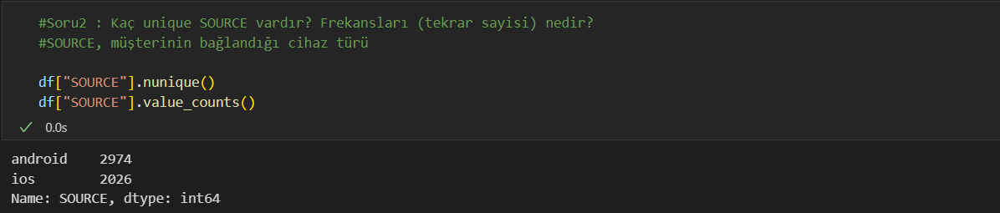 #Soru2 : Kaç unique SOURCE vardır? Frekansları (tekrar sayisi) nedir?
#SOURCE, müşterinin bağlandığı cihaz türü
df["SOURCE"].nunique()
df["SOURCE"].value_counts()
0.0s
android    2974
ios        2026
Name: SOURCE, dtype: int64